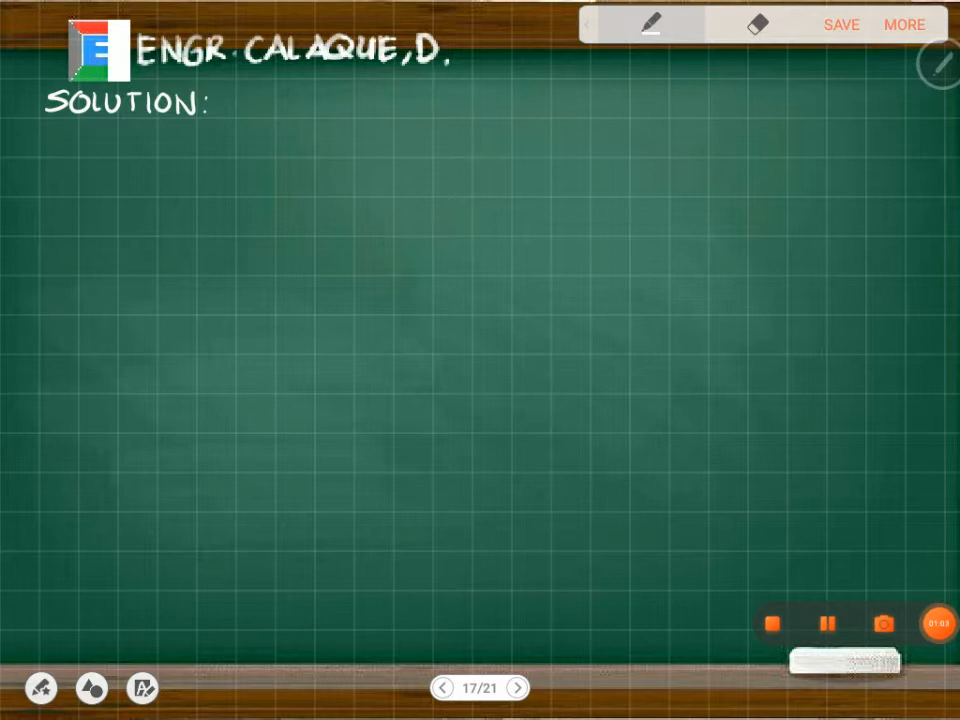 E ENGR. CALAQUE, D.
SAVE MORE
SOLUTION:
01:03
17/21